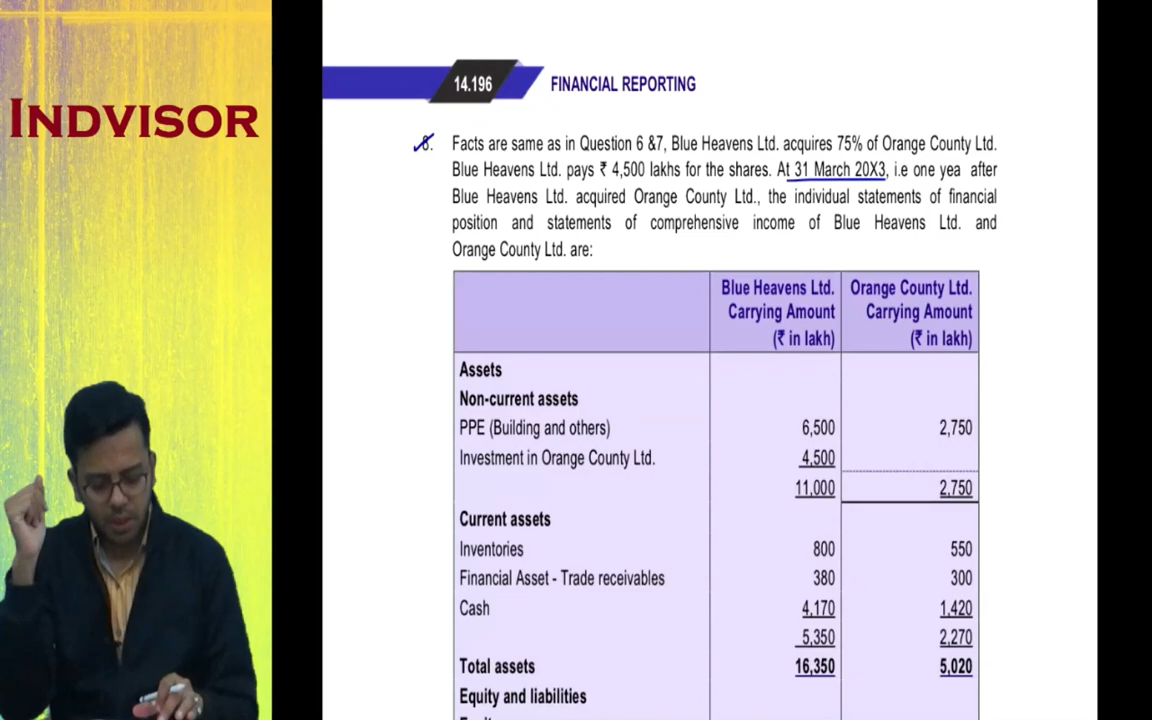 INDVISOR
14.196 FINANCIAL REPORTING
8. Facts are same as in Question 6 &7, Blue Heavens Ltd. acquires 75% of Orange County Ltd.
Blue Heavens Ltd. pays ₹ 4,500 lakhs for the shares. At 31 March 20X3, i.e one yea after
Blue Heavens Ltd. acquired Orange County Ltd., the individual statements of financial
position and statements of comprehensive income of Blue Heavens Ltd. and
Orange County Ltd. are:
Blue Heavens Ltd. Orange County Ltd.
Carrying Amount Carrying Amount
(₹ in lakh) (₹ in lakh)
Assets
Non-current assets
PPE (Building and others) 6,500 2,750
Investment in Orange County Ltd. 4,500
11,000 2,750
Current assets
Inventories 800 550
Financial Asset - Trade receivables 380 300
Cash 4,170 1,420
5,350 2,270
Total assets 16,350 5,020
Equity and liabilities